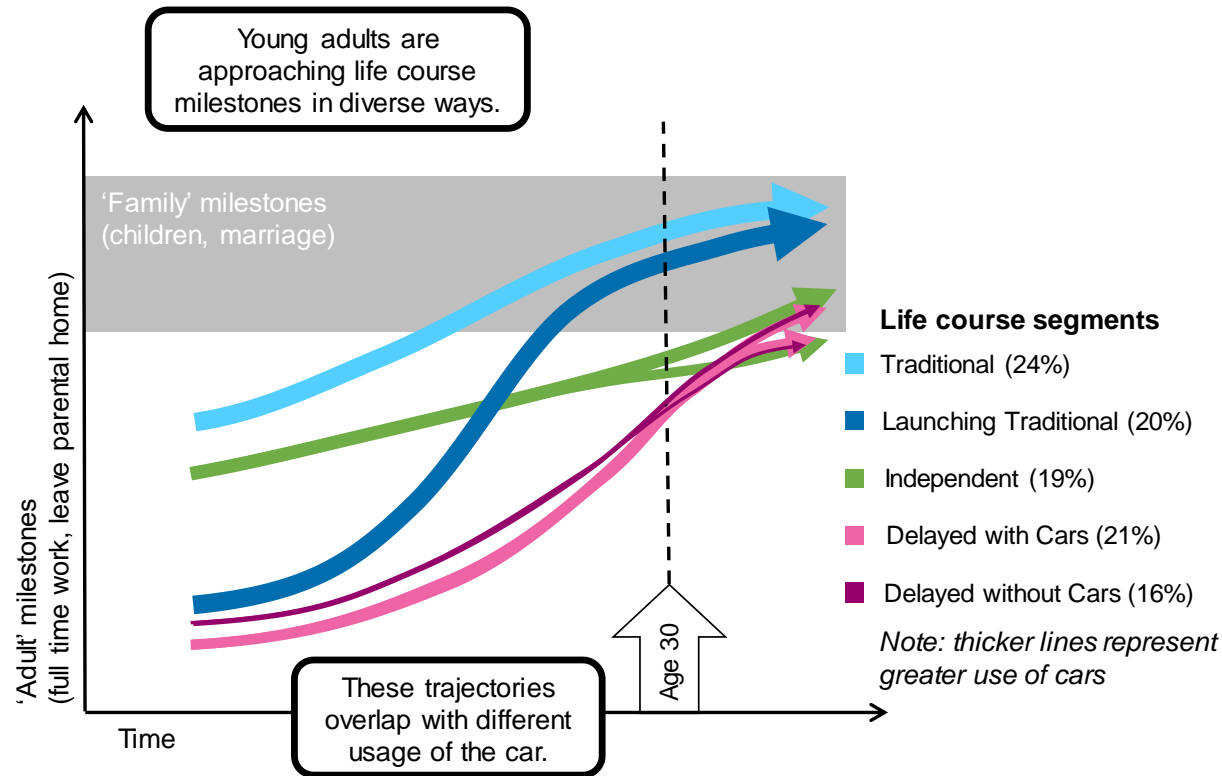 Young adults are
approaching life course
milestones in diverse ways.
‘Family’ milestones
(children, marriage)
‘Adult’ milestones
(full time work, leave parental home)
Life course segments
Traditional (24%)
Launching Traditional (20%)
Independent (19%)
Delayed with Cars (21%)
Delayed without Cars (16%)
Note: thicker lines represent
greater use of cars
Age 30
These trajectories
overlap with different
usage of the car.
Time